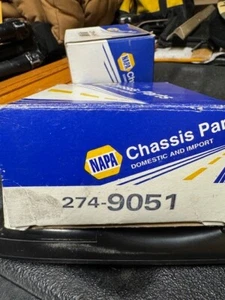 NAPA
NAPA
Chassis Par
DOMESTIC AND IMPORT
274-9051